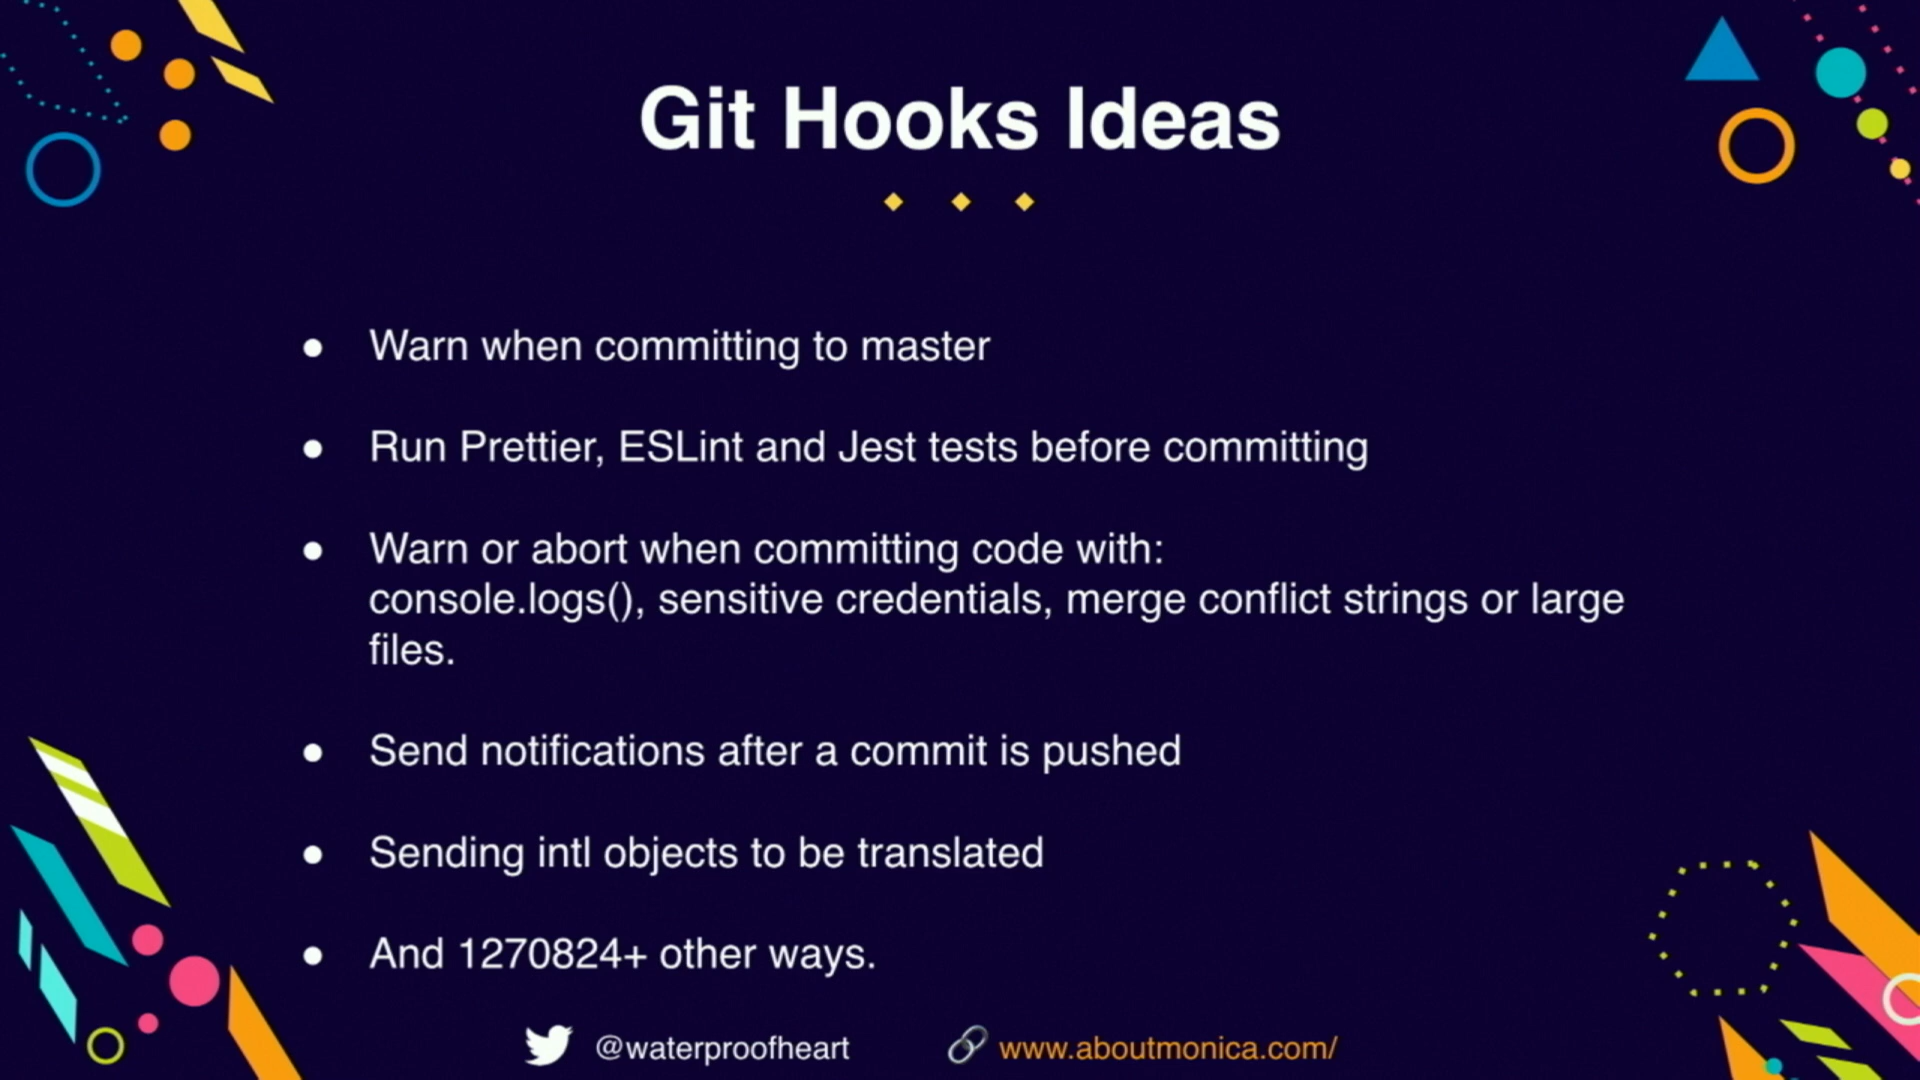 Git Hooks Ideas
● Warn when committing to master
● Run Prettier, ESLint and Jest tests before committing
● Warn or abort when committing code with:
console.logs(), sensitive credentials, merge conflict strings or large
files.
● Send notifications after a commit is pushed
● Sending intl objects to be translated
● And 1270824+ other ways.
@waterproofheart
www.aboutmonica.com/